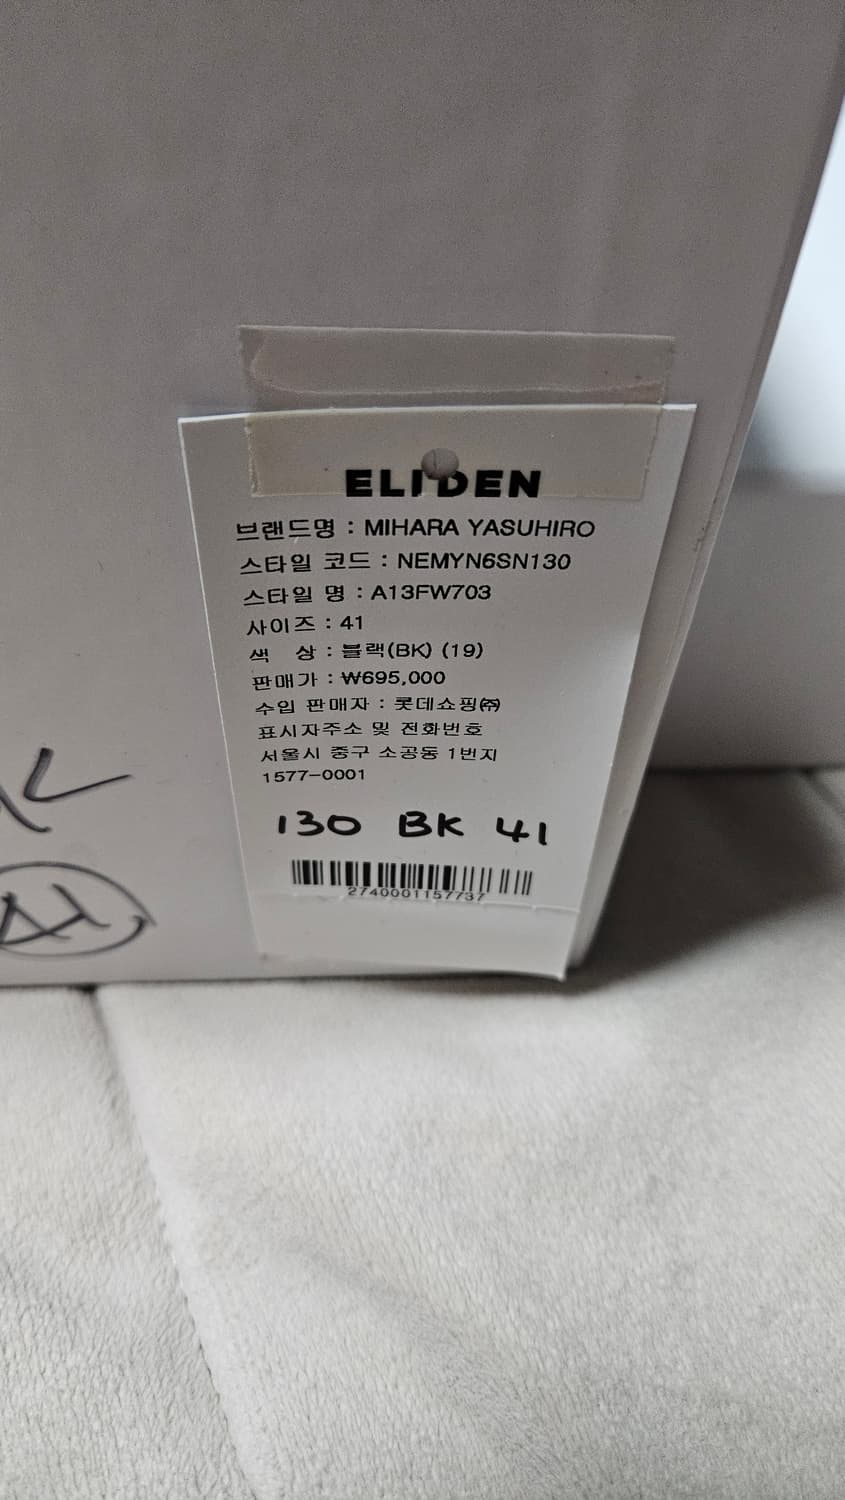 ELIDEN
브랜드명 : MIHARA YASUHIRO
스타일 코드 : NEMYN6SN130
스타일 명 : A13FW703
사이즈 : 41
색 상 : 블랙(BK) (19)
판매가 : ₩695,000
수입 판매자 : 롯데쇼핑㈜
표시자주소 및 전화번호
서울시 중구 소공동 1번지
1577-0001
130 BK 41
2740001157737